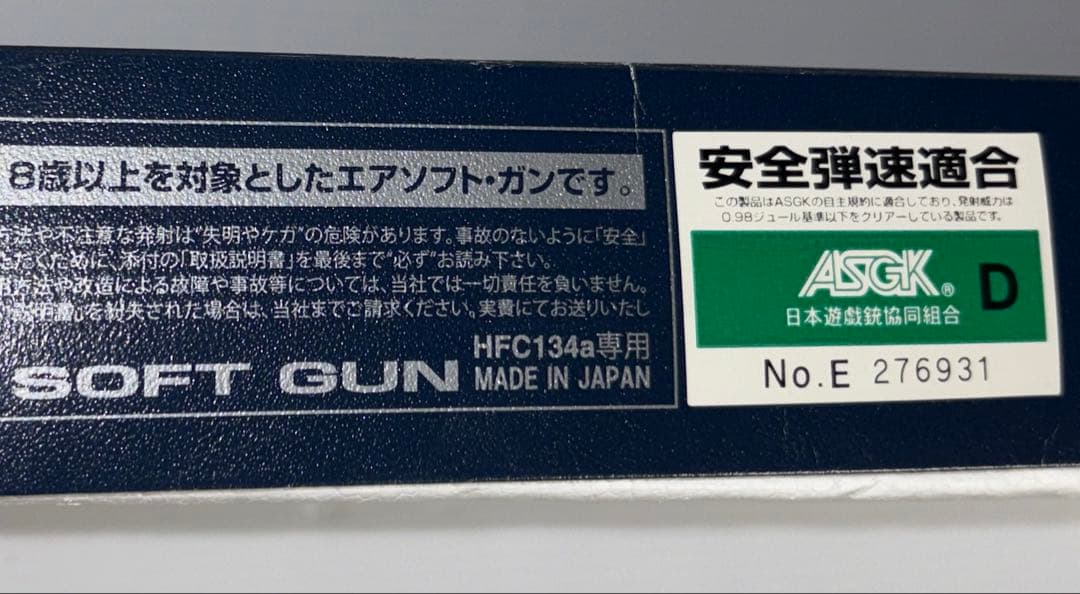 8歳以上を対象としたエアソフト・ガンです。
方法や不注意な発射は"失明やケガ"の危険があります。事故のないように「安全」
ただくために、添付の「取扱説明書」を最後まで"必ず"お読み下さい。
方法や改造による故障や事故等については、当社では一切責任を負いません。
説明書」を紛失された場合は、当社までご請求ください。実費にてお送りいたし
HFC134a専用
SOFT GUN MADE IN JAPAN
安全弾速適合
この製品はASGKの自主規約に適合しており、発射威力は
0.98ジュール基準以下をクリアーしている製品です。
ASGK® D
日本遊戯銃協同組合
No.E 276931